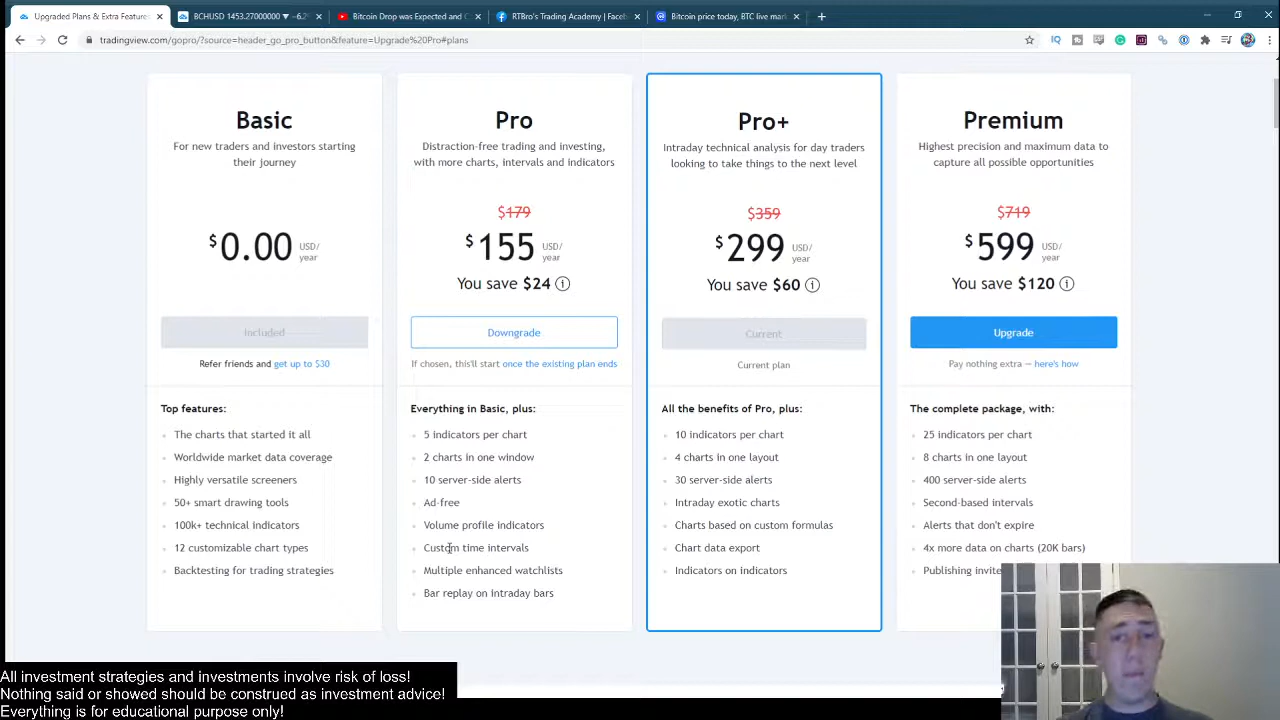 Upgraded Plans & Extra Features
BCHUSD 1453.27000000 ▼ −6.2
Bitcoin Drop was Expected and C
RTBro's Trading Academy | Faceb
Bitcoin price today, BTC live mark
tradingview.com/gopro/?source=header_go_pro_button&feature=Upgrade%20Pro#plans
Basic
For new traders and investors starting
their journey
$0.00 USD/
year
Included
Refer friends and get up to $30
Top features:
The charts that started it all
Worldwide market data coverage
Highly versatile screeners
50+ smart drawing tools
100k+ technical indicators
12 customizable chart types
Backtesting for trading strategies
Pro
Distraction-free trading and investing,
with more charts, intervals and indicators
$179
$155 USD/
year
You save $24
Downgrade
If chosen, this'll start once the existing plan ends
Everything in Basic, plus:
5 indicators per chart
2 charts in one window
10 server-side alerts
Ad-free
Volume profile indicators
Custom time intervals
Multiple enhanced watchlists
Bar replay on intraday bars
Pro+
Intraday technical analysis for day traders
looking to take things to the next level
$359
$299 USD/
year
You save $60
Current
Current plan
All the benefits of Pro, plus:
10 indicators per chart
4 charts in one layout
30 server-side alerts
Intraday exotic charts
Charts based on custom formulas
Chart data export
Indicators on indicators
Premium
Highest precision and maximum data to
capture all possible opportunities
$719
$599 USD/
year
You save $120
Upgrade
Pay nothing extra — here's how
The complete package, with:
25 indicators per chart
8 charts in one layout
400 server-side alerts
Second-based intervals
Alerts that don't expire
4x more data on charts (20K bars)
Publishing invite
All investment strategies and investments involve risk of loss!
Nothing said or showed should be construed as investment advice!
Everything is for educational purpose only!